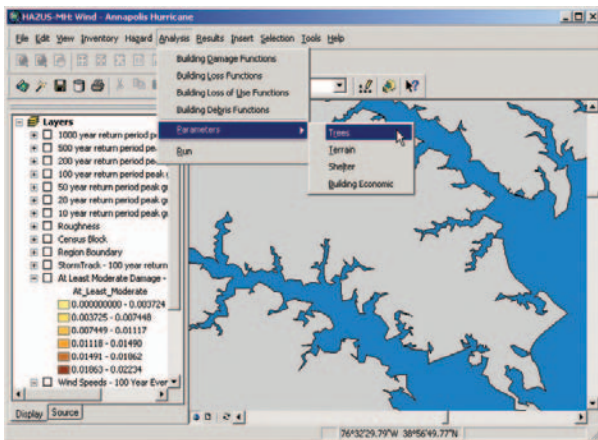 HAZUS-MH: Wind - Annapolis Hurricane
File Edit View Inventory Hazard Analysis Results Insert Selection Tools Help
Building Damage Functions
Building Loss Functions
Building Loss of Use Functions
Building Debris Functions
Parameters
Run
Trees
Terrain
Shelter
Building Economic
Layers
1000 year return period p
500 year return period pe
200 year return period pe
100 year return period peak g
50 year return period peak gu
20 year return period peak gu
10 year return period peak gu
Roughness
Census Block
Region Boundary
StormTrack - 100 year return
At Least Moderate Damage -
At_Least_Moderate
0.000000000 - 0.003724
0.003725 - 0.007448
0.007449 - 0.01117
0.01118 - 0.01490
0.01491 - 0.01862
0.01863 - 0.02234
Wind Speeds - 100 Year Ever
Display Source
76°32'29.79"W 38°56'49.77"N